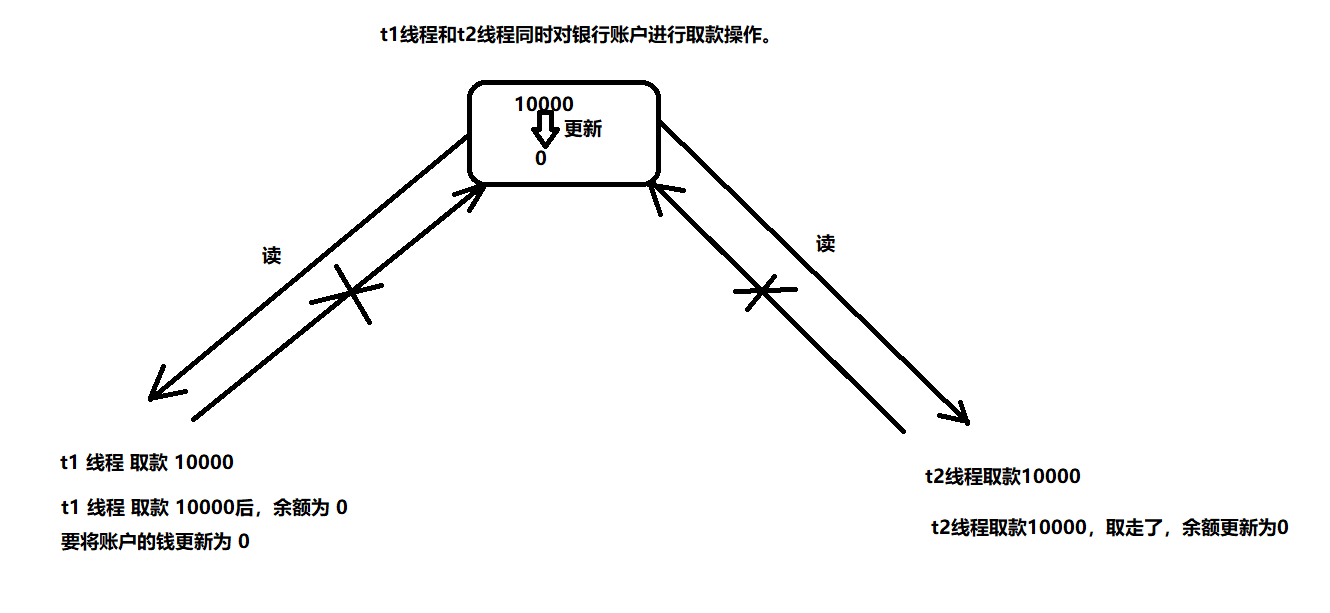 t1线程和t2线程同时对银行账户进行取款操作。
10000
更新
0
读
读
t1 线程 取款 10000
t1 线程 取款 10000后，余额为 0
要将账户的钱更新为 0
t2线程取款10000
t2线程取款10000，取走了，余额更新为0